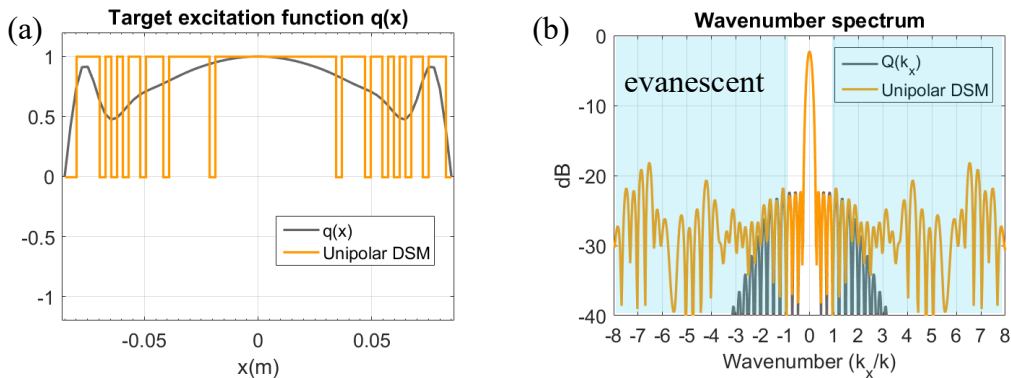 (a)
Target excitation function q(x)
1
0.5
0
-0.5
-1
-0.05 0 0.05
x(m)
q(x)
Unipolar DSM
(b)
Wavenumber spectrum
0
-10
-20
-30
-40
dB
evanescent
Q(kₓ)
Unipolar DSM
-8 -7 -6 -5 -4 -3 -2 -1 0 1 2 3 4 5 6 7 8
Wavenumber (kₓ/k)